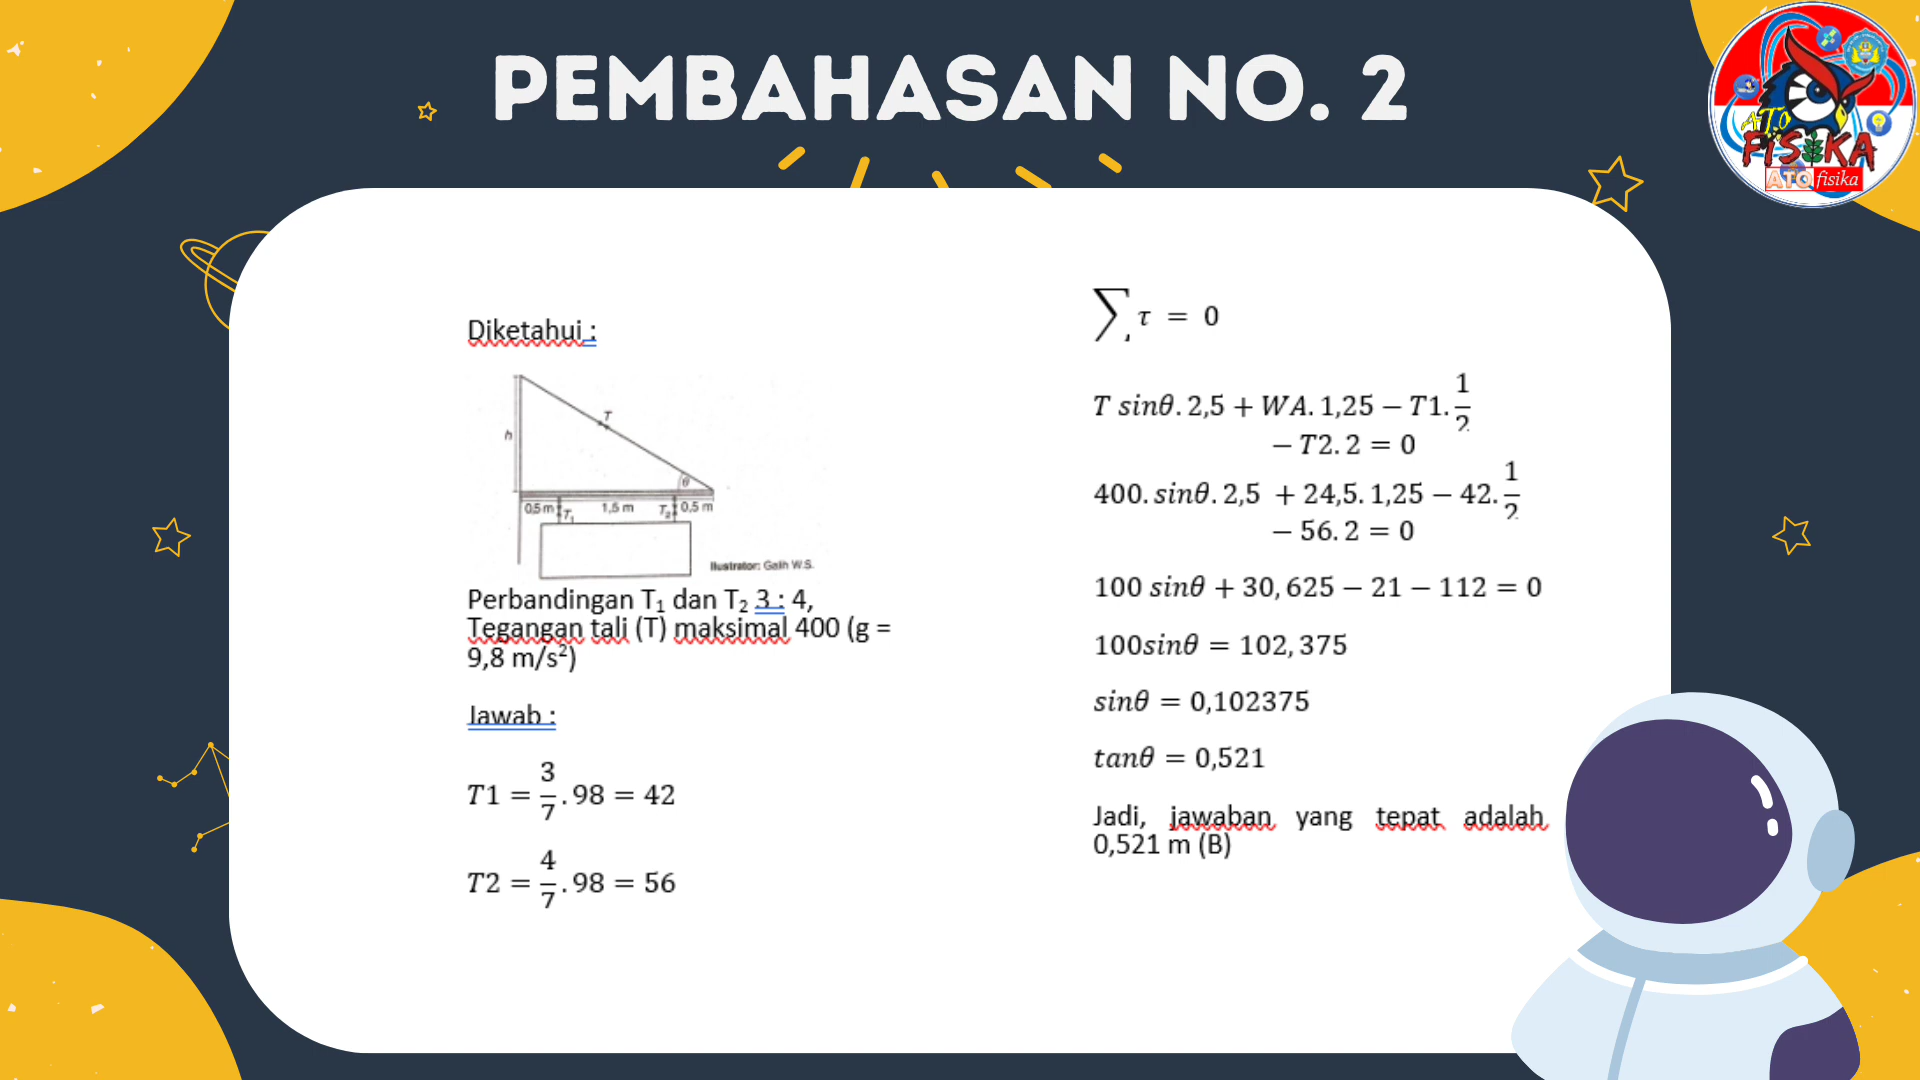 PEMBAHASAN NO. 2
ATO
FISIKA
ATO fisika
Diketahui :
T
h
θ
0,5 m T₁ 1,5 m T₂ 0,5 m
Ilustrator: Galih W.S.
Perbandingan T₁ dan T₂ 3 : 4,
Tegangan tali (T) maksimal 400 (g =
9,8 m/s²)
Jawab :
T1 = 3/7 . 98 = 42
T2 = 4/7 . 98 = 56
∑ τ = 0
T sinθ. 2,5 + WA. 1,25 − T1. 1/2
− T2. 2 = 0
400. sinθ. 2,5 + 24,5. 1,25 − 42. 1/2
− 56. 2 = 0
100 sinθ + 30,625 − 21 − 112 = 0
100sinθ = 102,375
sinθ = 0,102375
tanθ = 0,521
Jadi, jawaban yang tepat adalah
0,521 m (B)